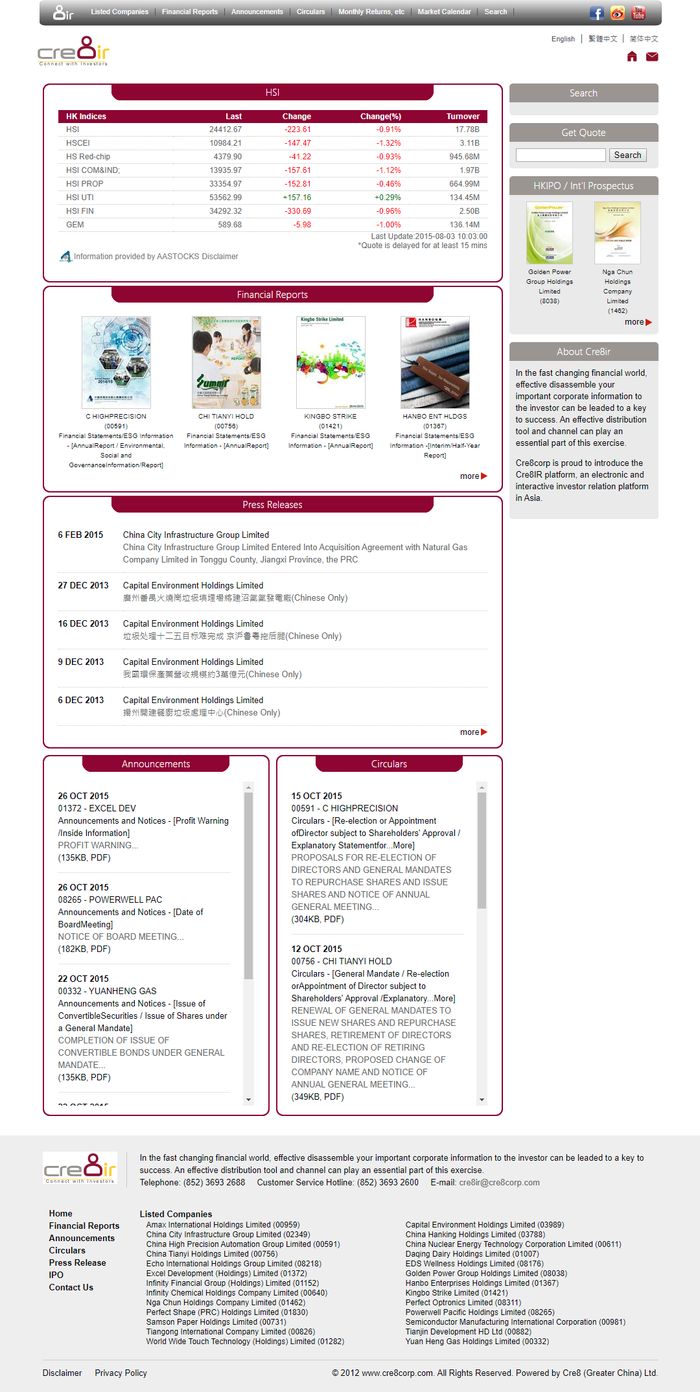 8ir Listed Companies Financial Reports Announcements Circulars Monthly Returns, etc Market Calendar Search
English | 繁體中文 | 简体中文
cre8ir
Connect with Investors
HSI
HK Indices Last Change Change(%) Turnover
HSI 24412.67 -223.61 -0.91% 17.78B
HSCEI 10984.21 -147.47 -1.32% 3.11B
HS Red-chip 4379.90 -41.22 -0.93% 945.68M
HSI COM&IND; 13935.97 -157.61 -1.12% 1.97B
HSI PROP 33354.97 -152.81 -0.46% 664.99M
HSI UTI 53562.99 +157.16 +0.29% 134.45M
HSI FIN 34292.32 -330.69 -0.96% 2.50B
GEM 589.68 -5.98 -1.00% 136.14M
Last Update:2015-08-03 10:03:00
*Quote is delayed for at least 15 mins
Information provided by AASTOCKS Disclaimer
Search
Get Quote
Search
HKIPO / Int'l Prospectus
Golden Power
Group Holdings
Limited
(8038)
Nga Chun
Holdings
Company
Limited
(1462)
more
About Cre8ir
In the fast changing financial world,
effective disassemble your
important corporate information to
the investor can be leaded to a key
to success. An effective distribution
tool and channel can play an
essential part of this exercise.
Cre8corp is proud to introduce the
Cre8IR platform, an electronic and
interactive investor relation platform
in Asia.
Financial Reports
Kingbo Strike Limited
Summit
C HIGHPRECISION
(00591)
Financial Statements/ESG Information
- [AnnualReport / Environmental,
Social and
GovernanceInformation/Report]
CHI TIANYI HOLD
(00756)
Financial Statements/ESG
Information - [AnnualReport]
KINGBO STRIKE
(01421)
Financial Statements/ESG
Information - [AnnualReport]
HANBO ENT HLDGS
(01367)
Financial Statements/ESG
Information -[Interim/Half-Year
Report]
more
Press Releases
6 FEB 2015 China City Infrastructure Group Limited
China City Infrastructure Group Limited Entered Into Acquisition Agreement with Natural Gas
Company Limited in Tonggu County, Jiangxi Province, the PRC
27 DEC 2013 Capital Environment Holdings Limited
廣州番禺火燒崗垃圾填埋場將建沼氣發電廠(Chinese Only)
16 DEC 2013 Capital Environment Holdings Limited
垃圾处理十二五目标难完成 京沪鲁粤拖后腿(Chinese Only)
9 DEC 2013 Capital Environment Holdings Limited
我國環保產業營收規模約3萬億元(Chinese Only)
6 DEC 2013 Capital Environment Holdings Limited
揚州開建餐廚垃圾處理中心(Chinese Only)
more
Announcements
26 OCT 2015
01372 - EXCEL DEV
Announcements and Notices - [Profit Warning
/Inside Information]
PROFIT WARNING...
(135KB, PDF)
26 OCT 2015
08265 - POWERWELL PAC
Announcements and Notices - [Date of
BoardMeeting]
NOTICE OF BOARD MEETING...
(182KB, PDF)
22 OCT 2015
00332 - YUANHENG GAS
Announcements and Notices - [Issue of
ConvertibleSecurities / Issue of Shares under
a General Mandate]
COMPLETION OF ISSUE OF
CONVERTIBLE BONDS UNDER GENERAL
MANDATE...
(135KB, PDF)
Circulars
15 OCT 2015
00591 - C HIGHPRECISION
Circulars - [Re-election or Appointment
ofDirector subject to Shareholders' Approval /
Explanatory Statementfor...More]
PROPOSALS FOR RE-ELECTION OF
DIRECTORS AND GENERAL MANDATES
TO REPURCHASE SHARES AND ISSUE
SHARES AND NOTICE OF ANNUAL
GENERAL MEETING...
(304KB, PDF)
12 OCT 2015
00756 - CHI TIANYI HOLD
Circulars - [General Mandate / Re-election
orAppointment of Director subject to
Shareholders' Approval /Explanatory...More]
RENEWAL OF GENERAL MANDATES TO
ISSUE NEW SHARES AND REPURCHASE
SHARES, RETIREMENT OF DIRECTORS
AND RE-ELECTION OF RETIRING
DIRECTORS, PROPOSED CHANGE OF
COMPANY NAME AND NOTICE OF
ANNUAL GENERAL MEETING...
(349KB, PDF)
cre8ir
Connect with Investors
In the fast changing financial world, effective disassemble your important corporate information to the investor can be leaded to a key to
success. An effective distribution tool and channel can play an essential part of this exercise.
Telephone: (852) 3693 2688 Customer Service Hotline: (852) 3693 2600 E-mail: cre8ir@cre8corp.com
Home
Financial Reports
Announcements
Circulars
Press Release
IPO
Contact Us
Listed Companies
Amax International Holdings Limited (00959)
China City Infrastructure Group Limited (02349)
China High Precision Automation Group Limited (00591)
China Tianyi Holdings Limited (00756)
Echo International Holdings Group Limited (08218)
Excel Development (Holdings) Limited (01372)
Infinity Financial Group (Holdings) Limited (01152)
Infinity Chemical Holdings Company Limited (00640)
Nga Chun Holdings Company Limited (01462)
Perfect Shape (PRC) Holdings Limited (01830)
Samson Paper Holdings Limited (00731)
Tiangong International Company Limited (00826)
World Wide Touch Technology (Holdings) Limited (01282)
Capital Environment Holdings Limited (03989)
China Hanking Holdings Limited (03788)
China Nuclear Energy Technology Corporation Limited (00611)
Daqing Dairy Holdings Limited (01007)
EDS Wellness Holdings Limited (08176)
Golden Power Group Holdings Limited (08038)
Hanbo Enterprises Holdings Limited (01367)
Kingbo Strike Limited (01421)
Perfect Optronics Limited (08311)
Powerwell Pacific Holdings Limited (08265)
Semiconductor Manufacturing International Corporation (00981)
Tianjin Development HD Ltd (00882)
Yuan Heng Gas Holdings Limited (00332)
Disclaimer Privacy Policy © 2012 www.cre8corp.com. All Rights Reserved. Powered by Cre8 (Greater China) Ltd.